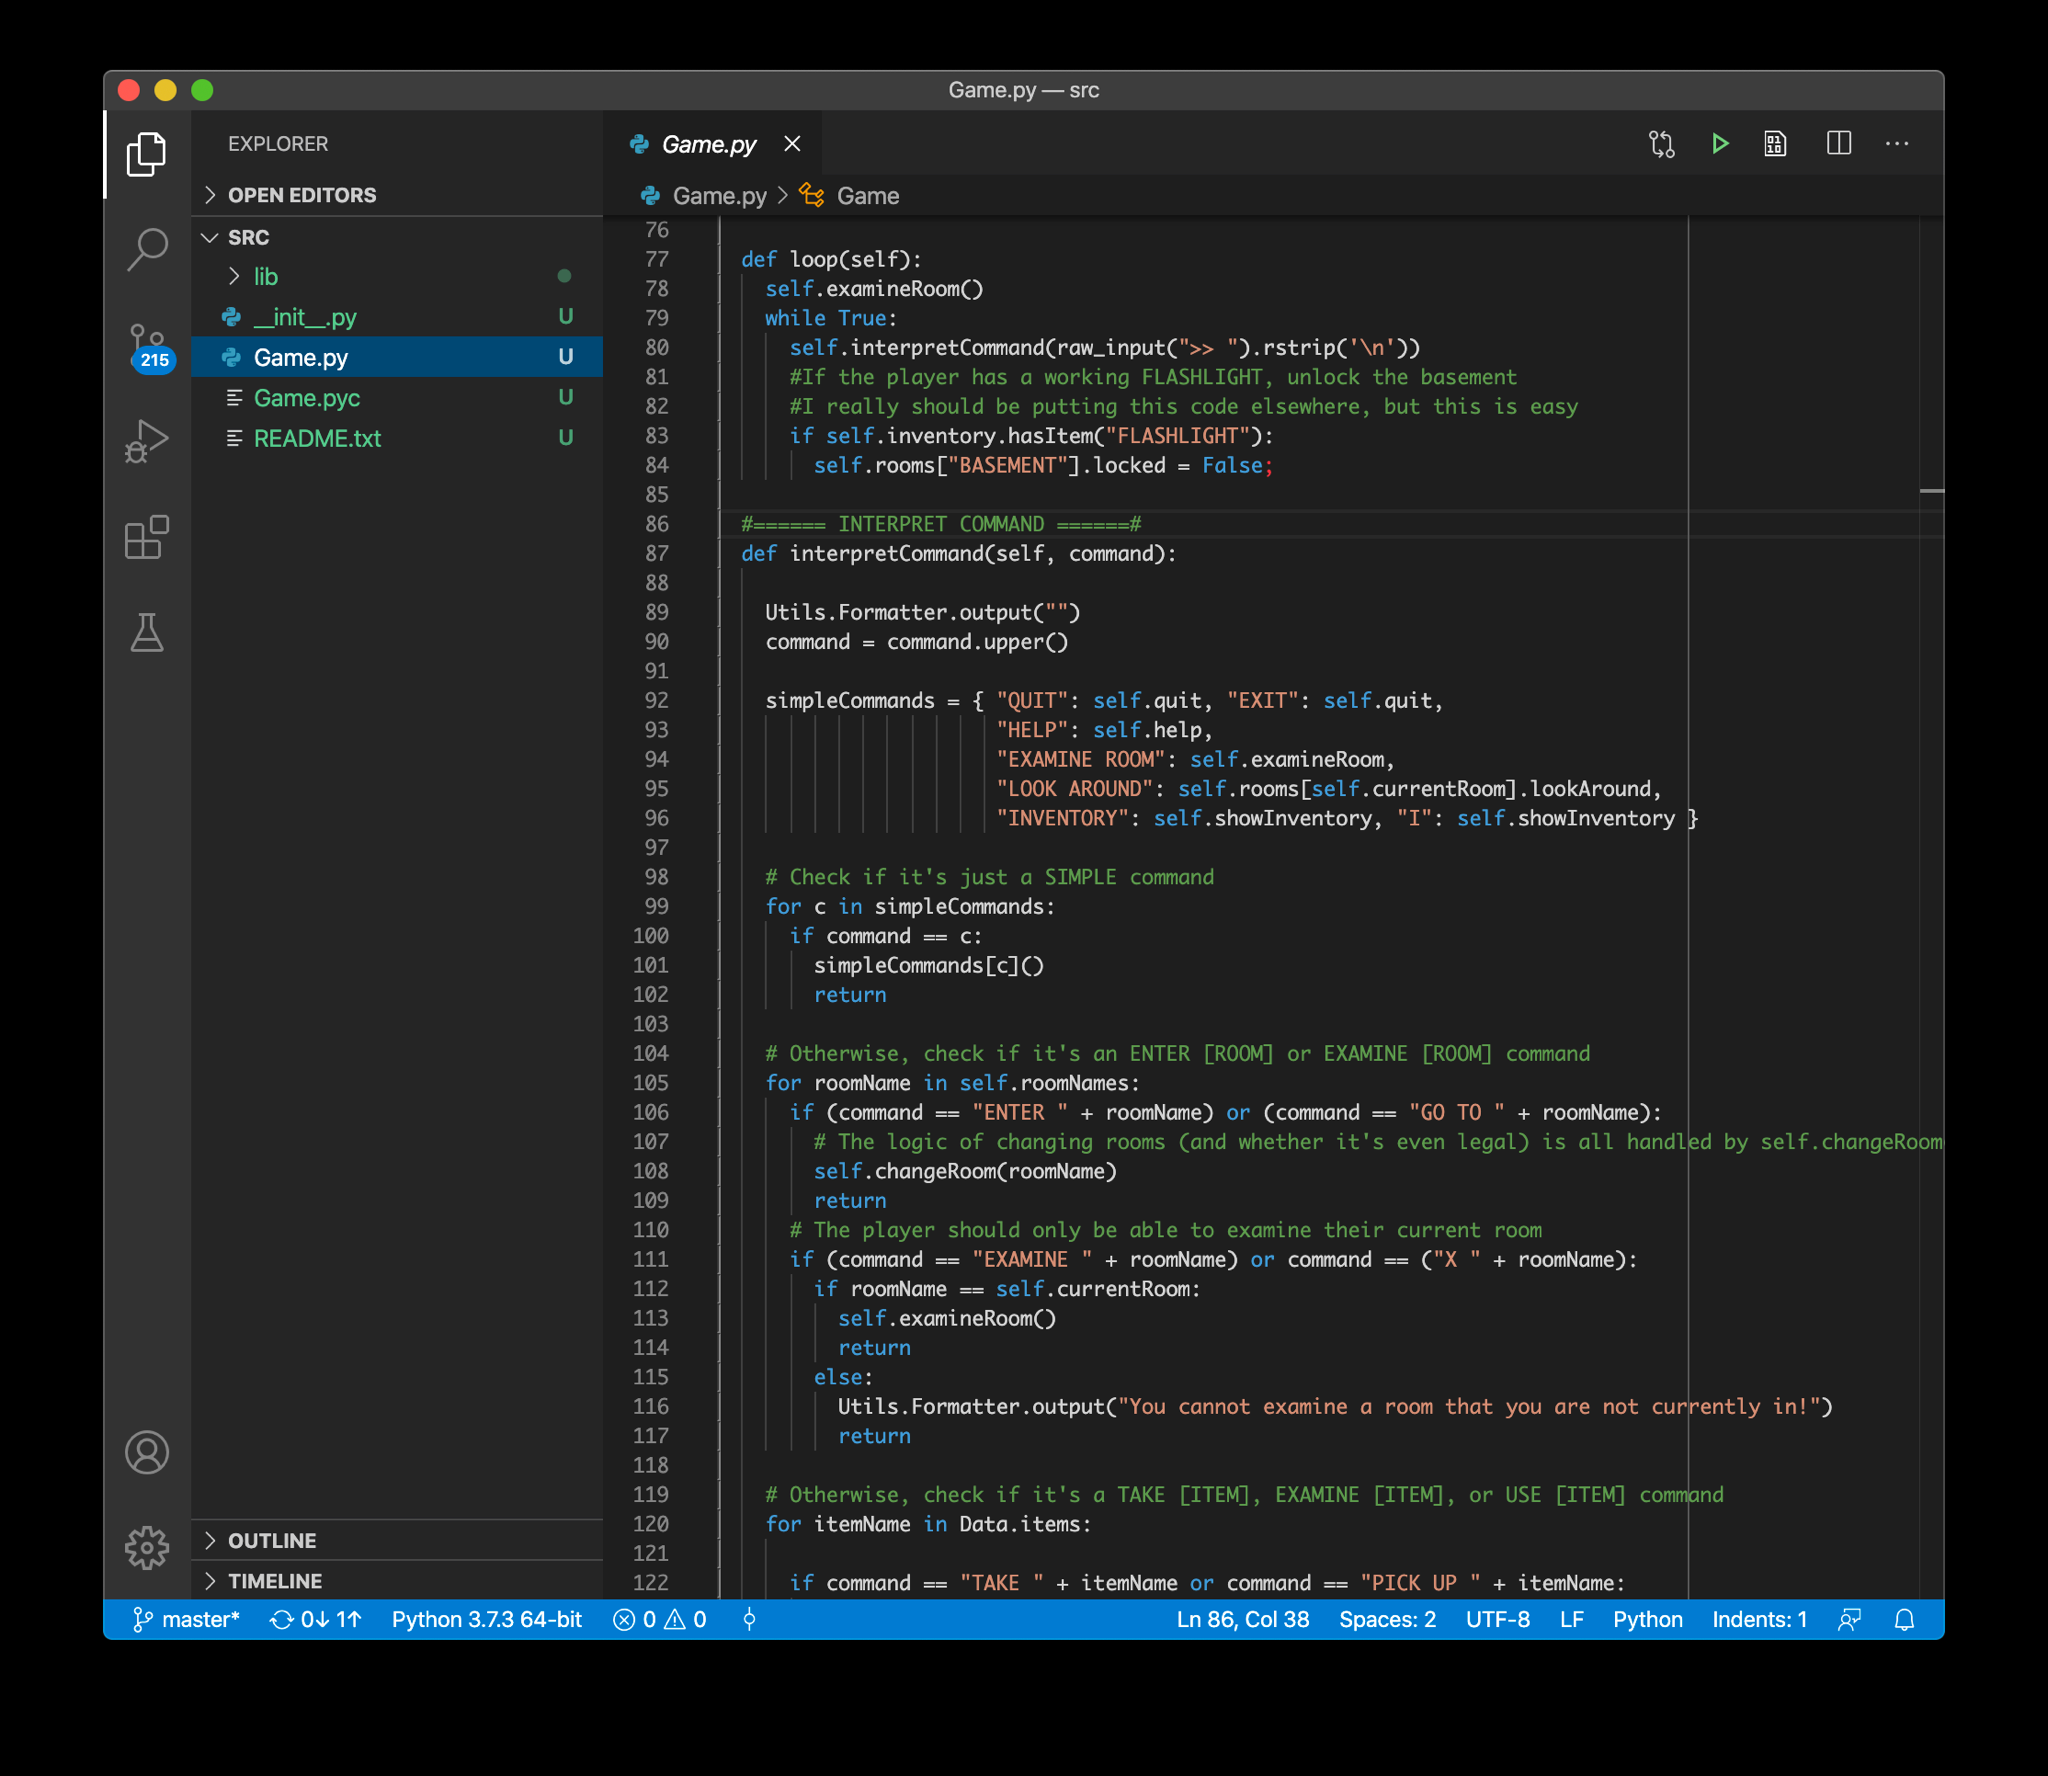 Game.py — src
EXPLORER
OPEN EDITORS
SRC
lib
__init__.py U
Game.py U
Game.pyc U
README.txt U
215
OUTLINE
TIMELINE
Game.py
Game.py > Game
76
77 def loop(self):
78 self.examineRoom()
79 while True:
80 self.interpretCommand(raw_input(">> ").rstrip('\n'))
81 #If the player has a working FLASHLIGHT, unlock the basement
82 #I really should be putting this code elsewhere, but this is easy
83 if self.inventory.hasItem("FLASHLIGHT"):
84 self.rooms["BASEMENT"].locked = False;
85
86 #====== INTERPRET COMMAND ======#
87 def interpretCommand(self, command):
88
89 Utils.Formatter.output("")
90 command = command.upper()
91
92 simpleCommands = { "QUIT": self.quit, "EXIT": self.quit,
93 "HELP": self.help,
94 "EXAMINE ROOM": self.examineRoom,
95 "LOOK AROUND": self.rooms[self.currentRoom].lookAround,
96 "INVENTORY": self.showInventory, "I": self.showInventory }
97
98 # Check if it's just a SIMPLE command
99 for c in simpleCommands:
100 if command == c:
101 simpleCommands[c]()
102 return
103
104 # Otherwise, check if it's an ENTER [ROOM] or EXAMINE [ROOM] command
105 for roomName in self.roomNames:
106 if (command == "ENTER " + roomName) or (command == "GO TO " + roomName):
107 # The logic of changing rooms (and whether it's even legal) is all handled by self.changeRoom
108 self.changeRoom(roomName)
109 return
110 # The player should only be able to examine their current room
111 if (command == "EXAMINE " + roomName) or command == ("X " + roomName):
112 if roomName == self.currentRoom:
113 self.examineRoom()
114 return
115 else:
116 Utils.Formatter.output("You cannot examine a room that you are not currently in!")
117 return
118
119 # Otherwise, check if it's a TAKE [ITEM], EXAMINE [ITEM], or USE [ITEM] command
120 for itemName in Data.items:
121
122 if command == "TAKE " + itemName or command == "PICK UP " + itemName:
master* 0↓ 1↑ Python 3.7.3 64-bit 0 0 Ln 86, Col 38 Spaces: 2 UTF-8 LF Python Indents: 1